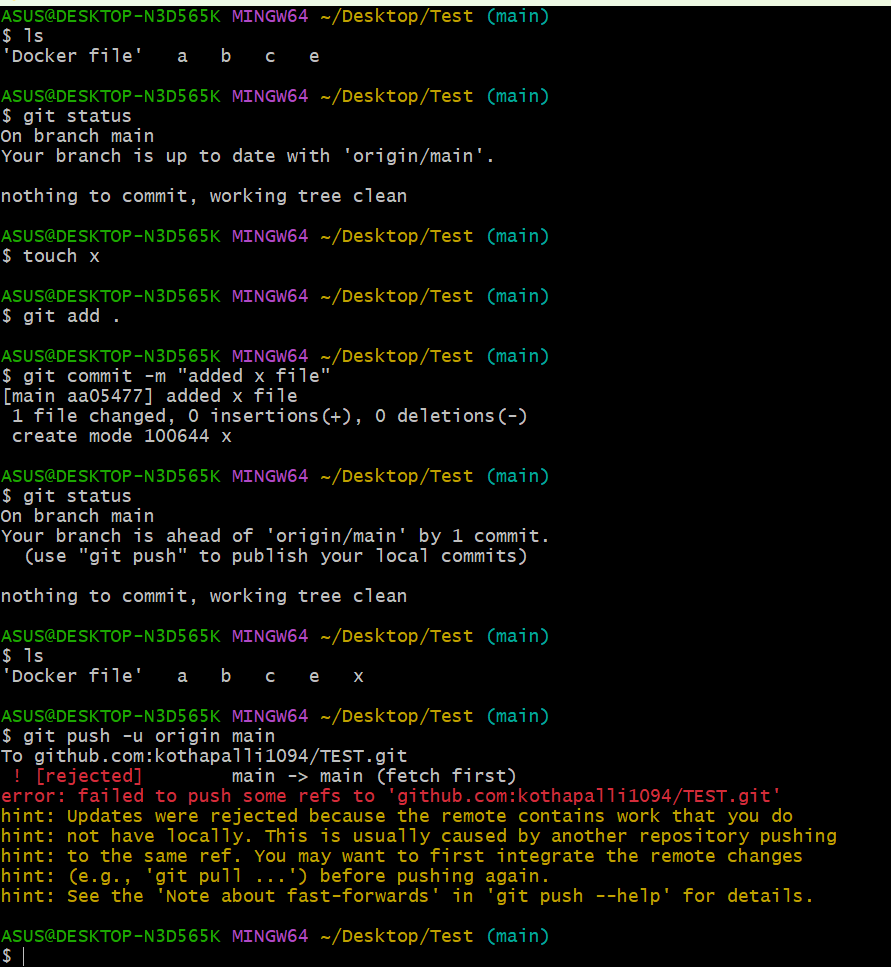 ASUS@DESKTOP-N3D565K MINGW64 ~/Desktop/Test (main)
$ ls
'Docker file'   a   b   c   e

ASUS@DESKTOP-N3D565K MINGW64 ~/Desktop/Test (main)
$ git status
On branch main
Your branch is up to date with 'origin/main'.

nothing to commit, working tree clean

ASUS@DESKTOP-N3D565K MINGW64 ~/Desktop/Test (main)
$ touch x

ASUS@DESKTOP-N3D565K MINGW64 ~/Desktop/Test (main)
$ git add .

ASUS@DESKTOP-N3D565K MINGW64 ~/Desktop/Test (main)
$ git commit -m "added x file"
[main aa05477] added x file
 1 file changed, 0 insertions(+), 0 deletions(-)
 create mode 100644 x

ASUS@DESKTOP-N3D565K MINGW64 ~/Desktop/Test (main)
$ git status
On branch main
Your branch is ahead of 'origin/main' by 1 commit.
  (use "git push" to publish your local commits)

nothing to commit, working tree clean

ASUS@DESKTOP-N3D565K MINGW64 ~/Desktop/Test (main)
$ ls
'Docker file'   a   b   c   e   x

ASUS@DESKTOP-N3D565K MINGW64 ~/Desktop/Test (main)
$ git push -u origin main
To github.com:kothapalli1094/TEST.git
 ! [rejected]        main -> main (fetch first)
error: failed to push some refs to 'github.com:kothapalli1094/TEST.git'
hint: Updates were rejected because the remote contains work that you do
hint: not have locally. This is usually caused by another repository pushing
hint: to the same ref. You may want to first integrate the remote changes
hint: (e.g., 'git pull ...') before pushing again.
hint: See the 'Note about fast-forwards' in 'git push --help' for details.

ASUS@DESKTOP-N3D565K MINGW64 ~/Desktop/Test (main)
$